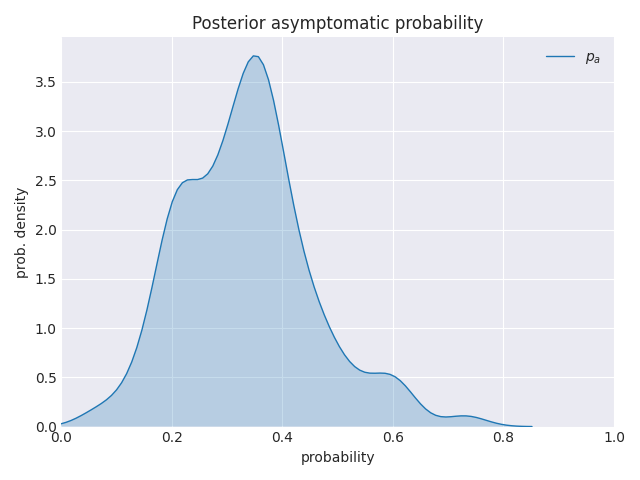 Posterior asymptomatic probability
pₐ
prob. density
3.5
3.0
2.5
2.0
1.5
1.0
0.5
0.0
0.0 0.2 0.4 0.6 0.8 1.0
probability